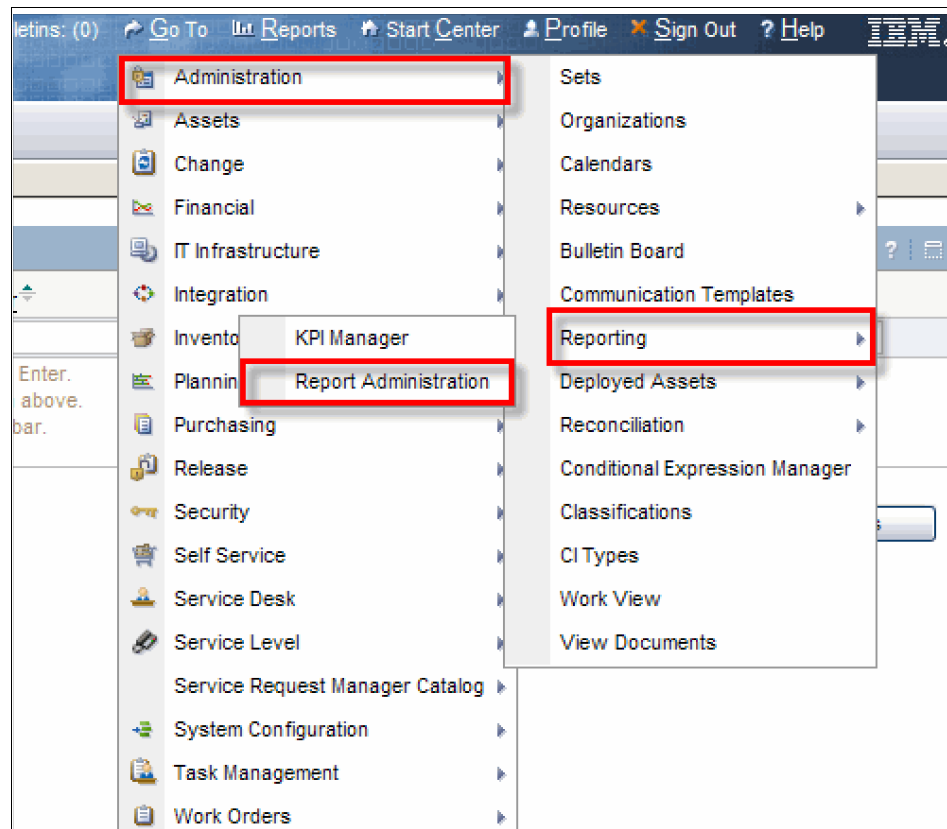 letins: (0) Go To Reports Start Center Profile Sign Out ? Help IBM.
Administration
Assets
Change
Financial
IT Infrastructure
Integration
Invento
Plannin
Purchasing
Release
Security
Self Service
Service Desk
Service Level
Service Request Manager Catalog
System Configuration
Task Management
Work Orders
Sets
Organizations
Calendars
Resources
Bulletin Board
Communication Templates
Reporting
Deployed Assets
Reconciliation
Conditional Expression Manager
Classifications
CI Types
Work View
View Documents
KPI Manager
Report Administration
Enter.
above.
bar.
?
s